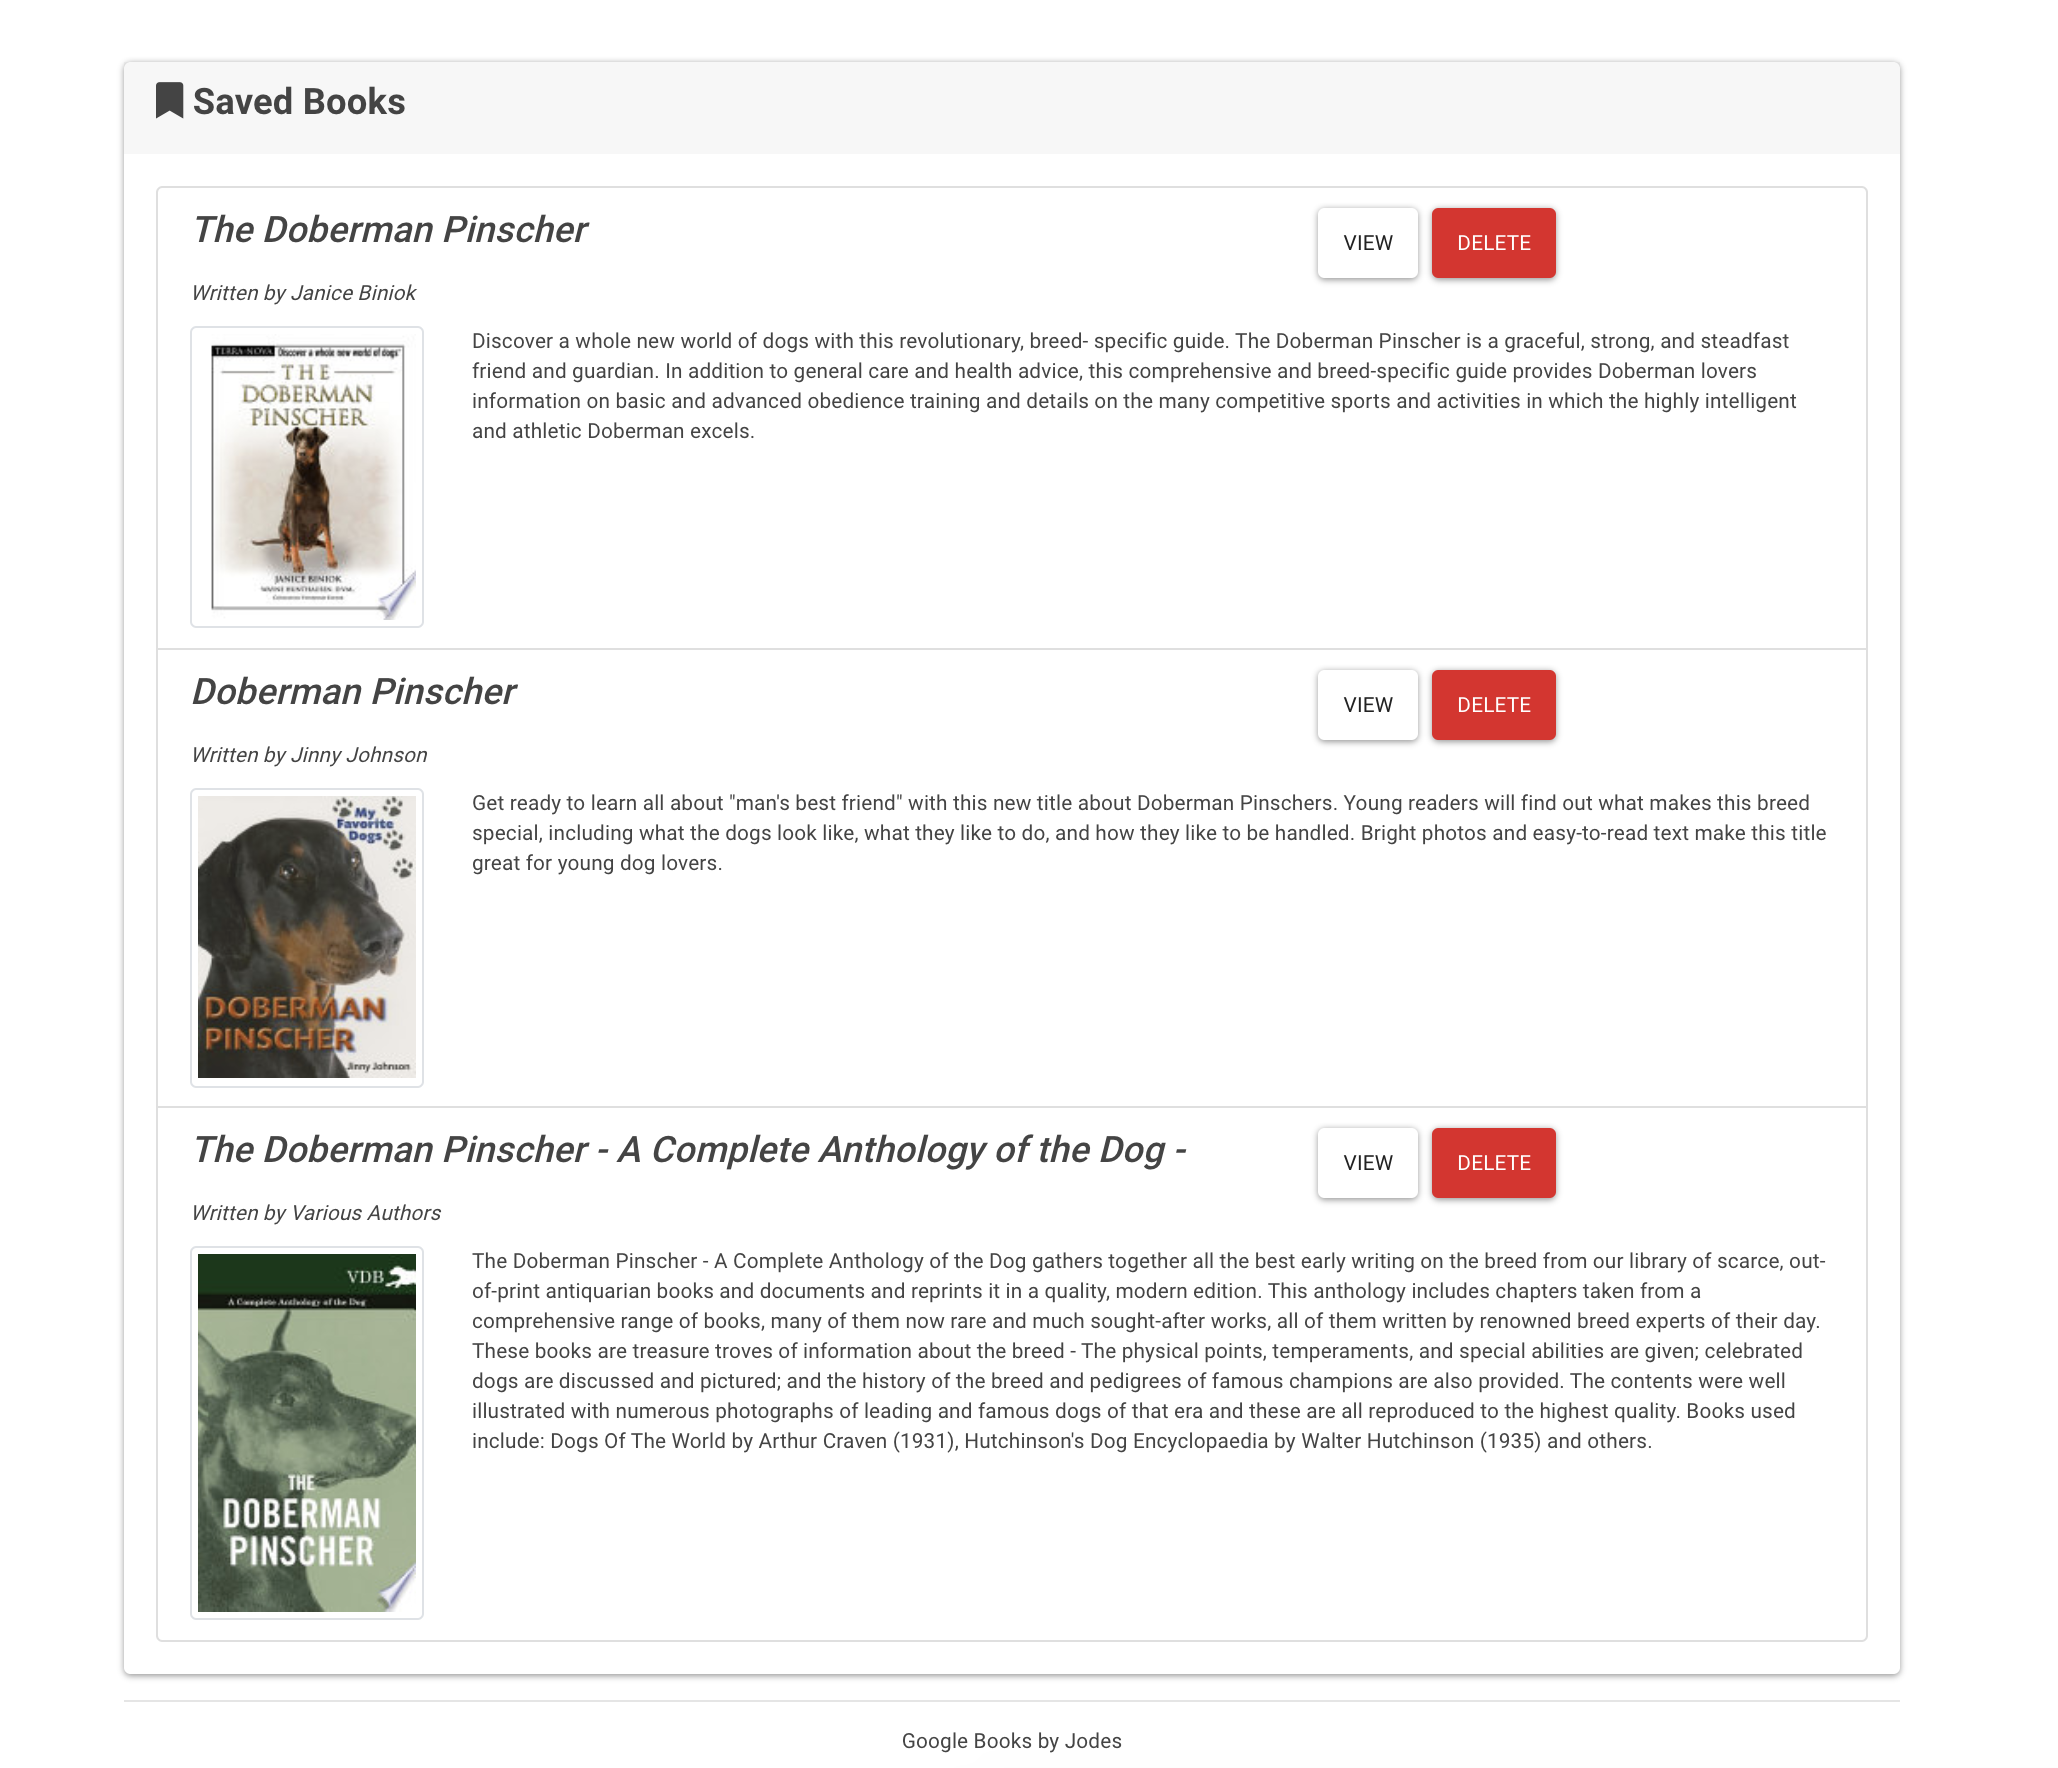 Saved Books
The Doberman Pinscher
VIEW
DELETE
Written by Janice Biniok
TERRA-NOVA Discover a whole new world of dogs
THE
DOBERMAN
PINSCHER
JANICE BINIOK
Discover a whole new world of dogs with this revolutionary, breed- specific guide. The Doberman Pinscher is a graceful, strong, and steadfast
friend and guardian. In addition to general care and health advice, this comprehensive and breed-specific guide provides Doberman lovers
information on basic and advanced obedience training and details on the many competitive sports and activities in which the highly intelligent
and athletic Doberman excels.
Doberman Pinscher
VIEW
DELETE
Written by Jinny Johnson
My
Favorite
Dogs
DOBERMAN
PINSCHER
Jinny Johnson
Get ready to learn all about "man's best friend" with this new title about Doberman Pinschers. Young readers will find out what makes this breed
special, including what the dogs look like, what they like to do, and how they like to be handled. Bright photos and easy-to-read text make this title
great for young dog lovers.
The Doberman Pinscher - A Complete Anthology of the Dog -
VIEW
DELETE
Written by Various Authors
VDB
A Complete Anthology of the Dog
THE
DOBERMAN
PINSCHER
The Doberman Pinscher - A Complete Anthology of the Dog gathers together all the best early writing on the breed from our library of scarce, out-
of-print antiquarian books and documents and reprints it in a quality, modern edition. This anthology includes chapters taken from a
comprehensive range of books, many of them now rare and much sought-after works, all of them written by renowned breed experts of their day.
These books are treasure troves of information about the breed - The physical points, temperaments, and special abilities are given; celebrated
dogs are discussed and pictured; and the history of the breed and pedigrees of famous champions are also provided. The contents were well
illustrated with numerous photographs of leading and famous dogs of that era and these are all reproduced to the highest quality. Books used
include: Dogs Of The World by Arthur Craven (1931), Hutchinson's Dog Encyclopaedia by Walter Hutchinson (1935) and others.
Google Books by Jodes